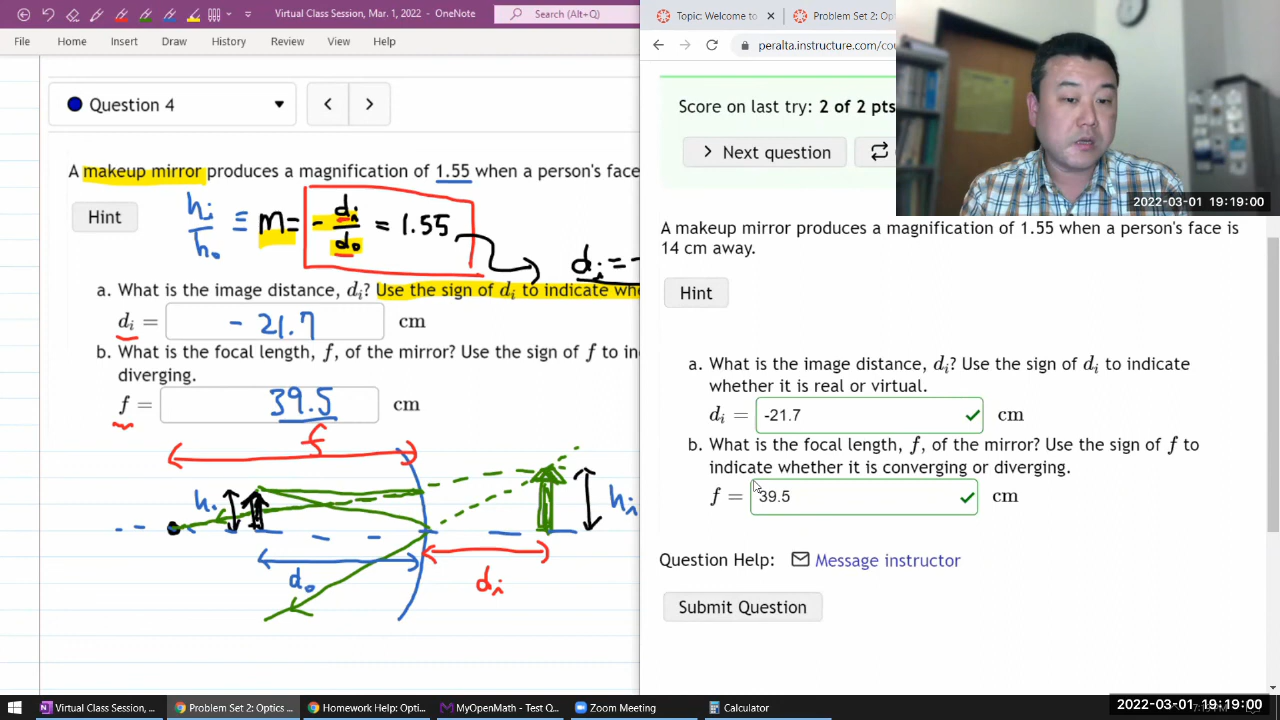 Virtual Class Session, Mar. 1, 2022 - OneNote
Search (Alt+Q)
File Home Insert Draw History Review View Help
Question 4
A makeup mirror produces a magnification of 1.55 when a person's face
Hint
hi/ho ≡ m = - di/do = 1.55
di = -
a. What is the image distance, di? Use the sign of di to indicate whe
di = - 21.7 cm
b. What is the focal length, f, of the mirror? Use the sign of f to in
diverging.
f = 39.5 cm
f
h
hi
do
di
Topic: Welcome to
Problem Set 2: Op
peralta.instructure.com/cou
Score on last try: 2 of 2 pts
Next question
2022-03-01 19:19:00
A makeup mirror produces a magnification of 1.55 when a person's face is
14 cm away.
Hint
a. What is the image distance, di? Use the sign of di to indicate
whether it is real or virtual.
di = -21.7 cm
b. What is the focal length, f, of the mirror? Use the sign of f to
indicate whether it is converging or diverging.
f = 39.5 cm
Question Help: Message instructor
Submit Question
Virtual Class Session, ...
Problem Set 2: Optics ...
Homework Help: Opti...
MyOpenMath - Test Q...
Zoom Meeting
Calculator
2022-03-01 19:19:00